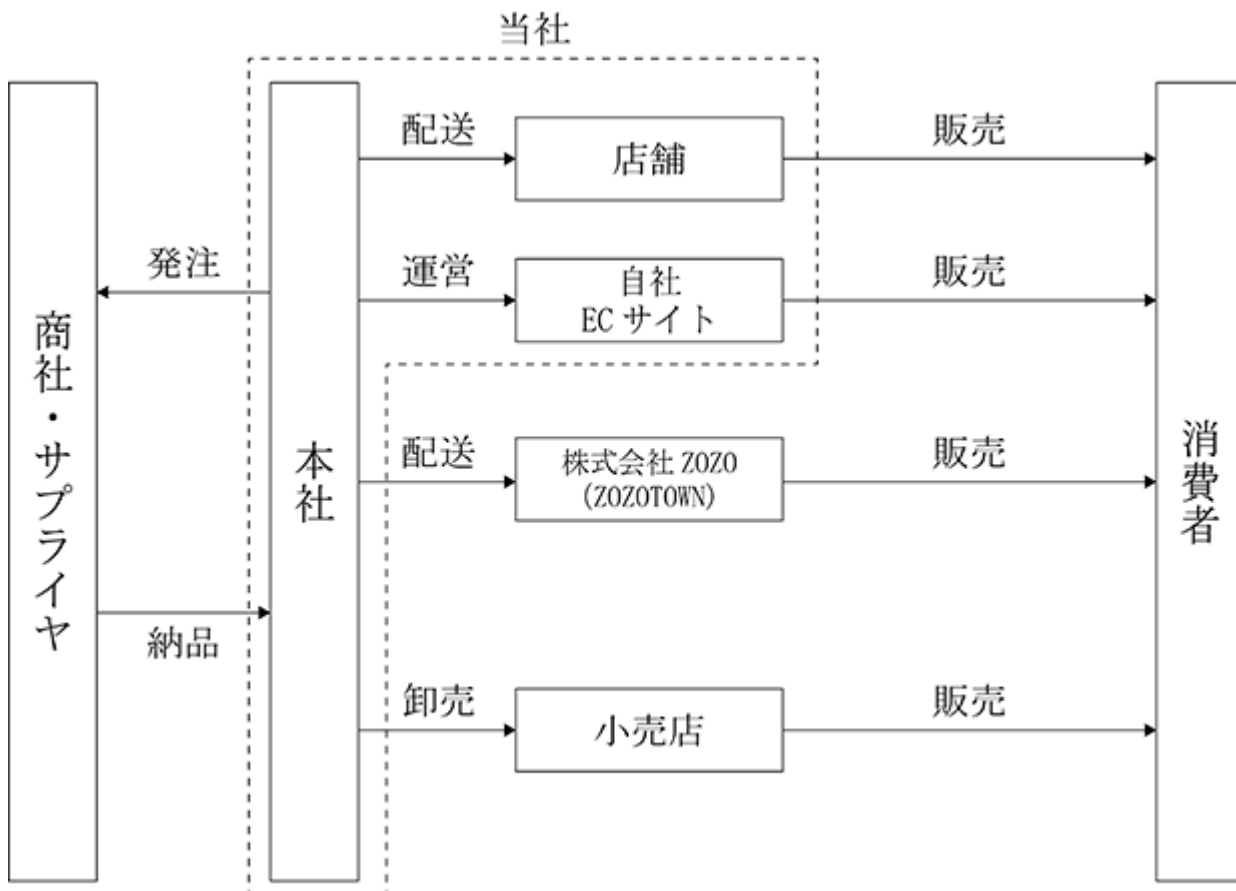 当社
商社・サプライヤ
発注
納品
本社
配送
店舗
販売
運営
自社
ECサイト
販売
配送
株式会社ZOZO
(ZOZOTOWN)
販売
卸売
小売店
販売
消費者